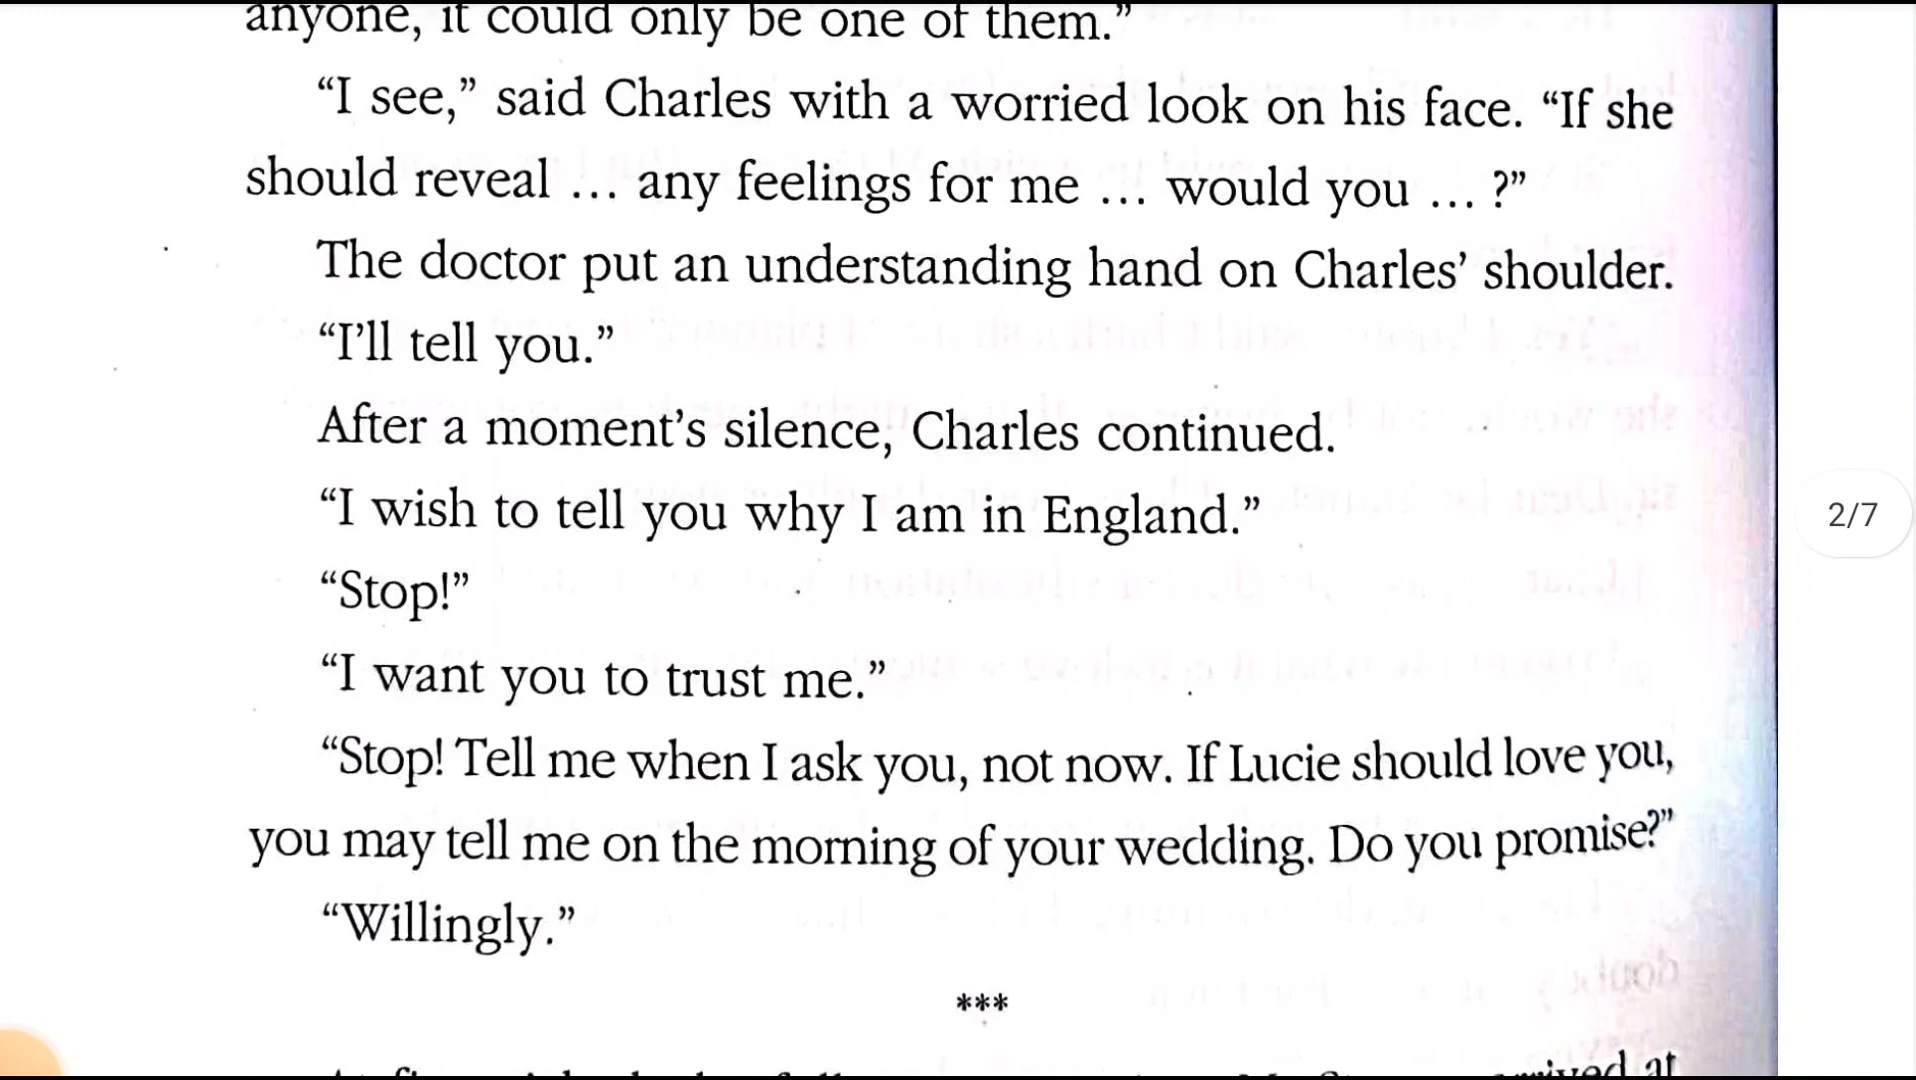 anyone, it could only be one of them.”
“I see,” said Charles with a worried look on his face. “If she
should reveal ... any feelings for me ... would you ... ?”
The doctor put an understanding hand on Charles’ shoulder.
“I’ll tell you.”
After a moment’s silence, Charles continued.
“I wish to tell you why I am in England.”
“Stop!”
“I want you to trust me.”
2/7
“Stop! Tell me when I ask you, not now. If Lucie should love you,
you may tell me on the morning of your wedding. Do you promise?”
“Willingly.”
***
at